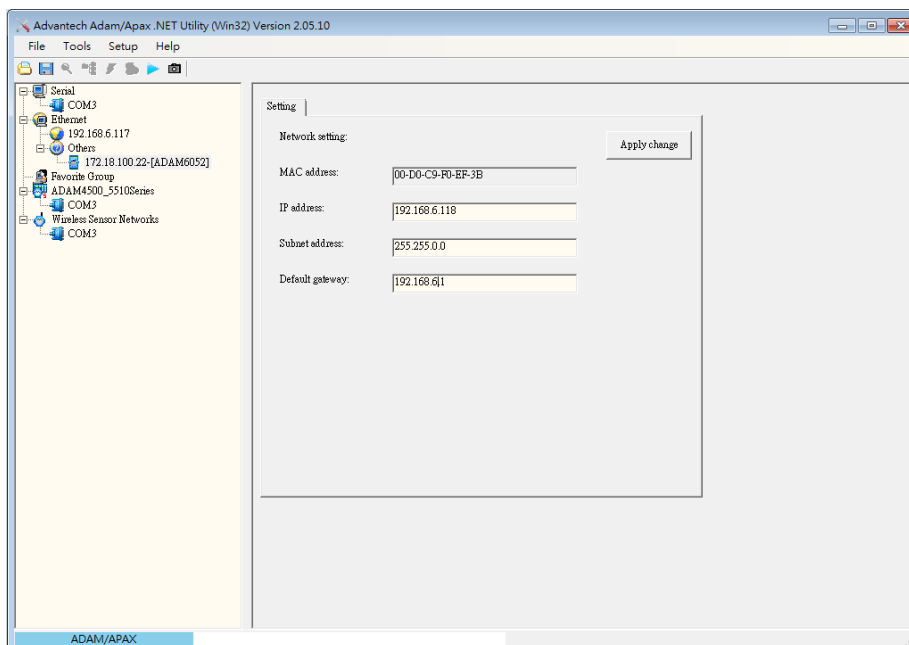 Advantech Adam/Apax .NET Utility (Win32) Version 2.05.10
File Tools Setup Help
Serial
COM3
Ethernet
192.168.6.117
Others
172.18.100.22-[ADAM6052]
Favorite Group
ADAM4500_5510Series
COM3
Wireless Sensor Networks
COM3
Setting
Network setting:
Apply change
MAC address:
00-D0-C9-F0-EF-3B
IP address:
192.168.6.118
Subnet address:
255.255.0.0
Default gateway:
192.168.6.1
ADAM/APAX